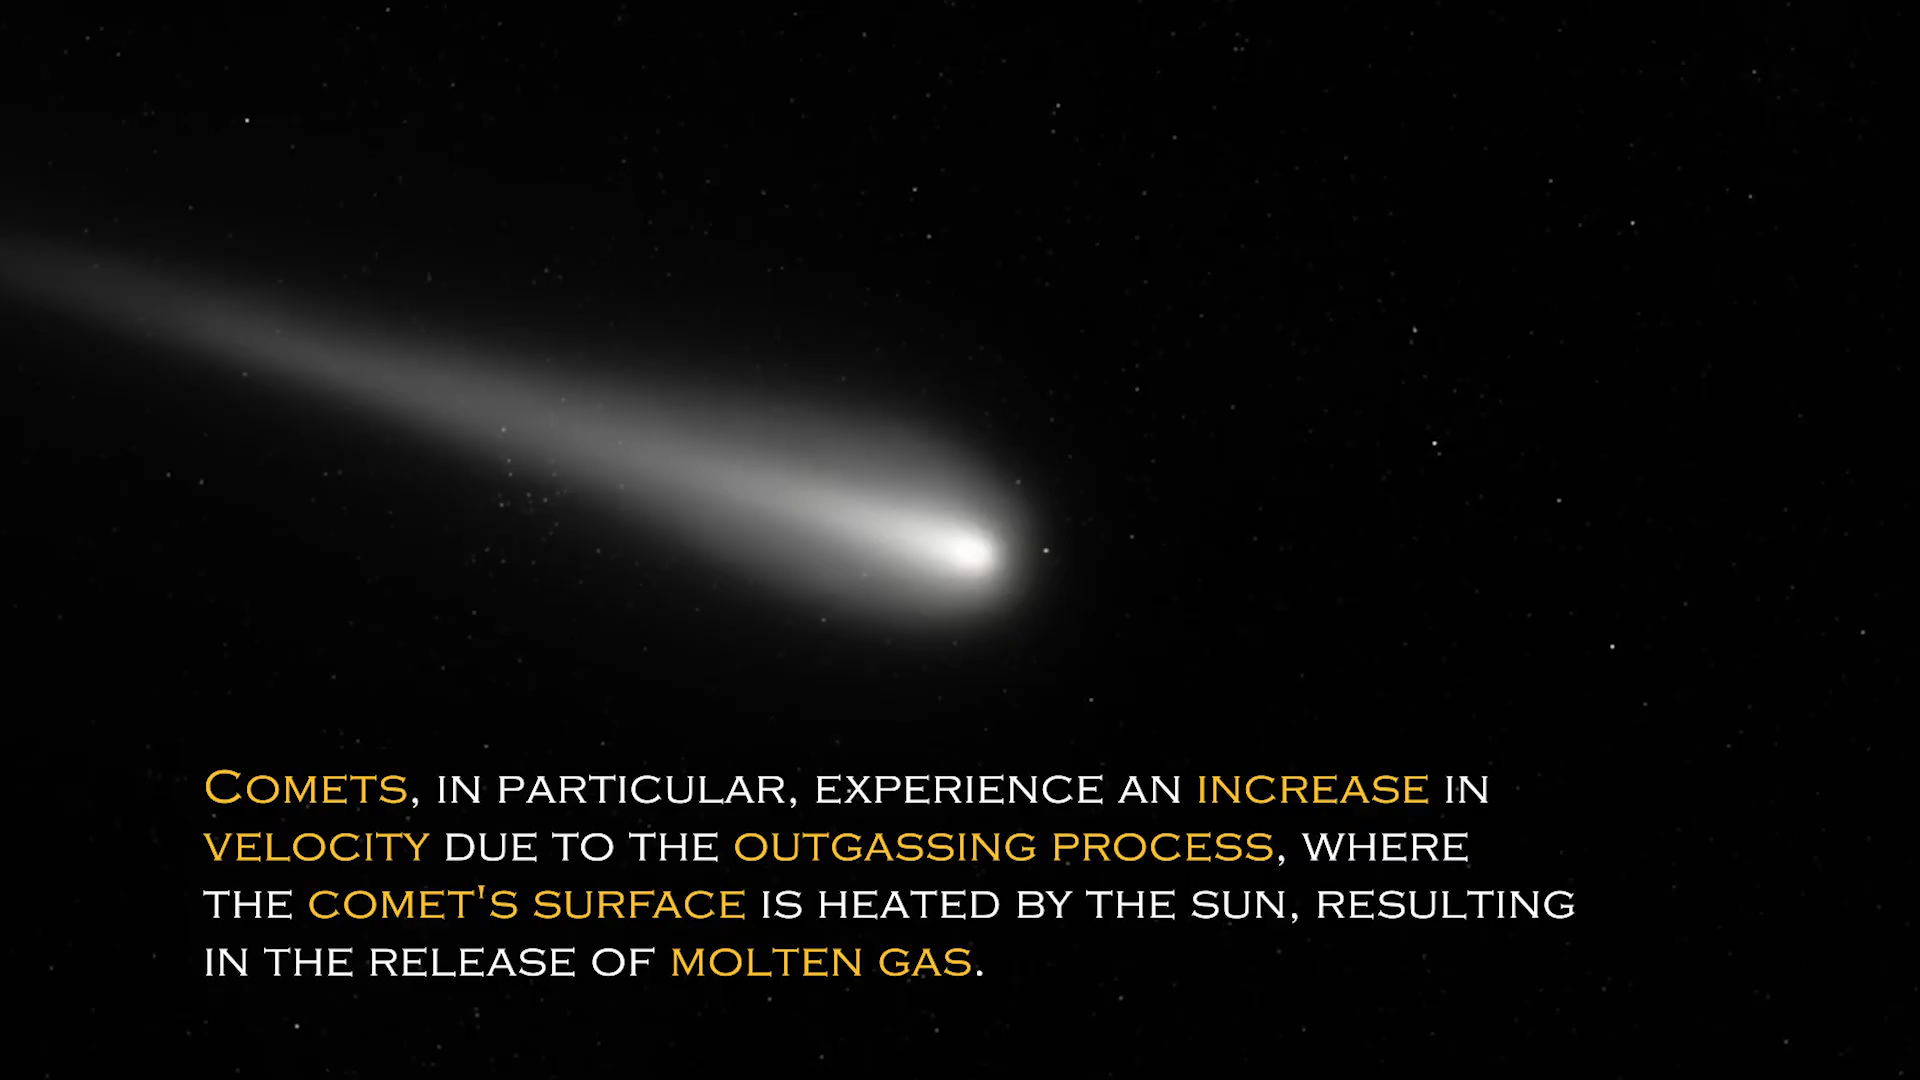 Comets, in particular, experience an increase in
velocity due to the outgassing process, where
the comet's surface is heated by the sun, resulting
in the release of molten gas.